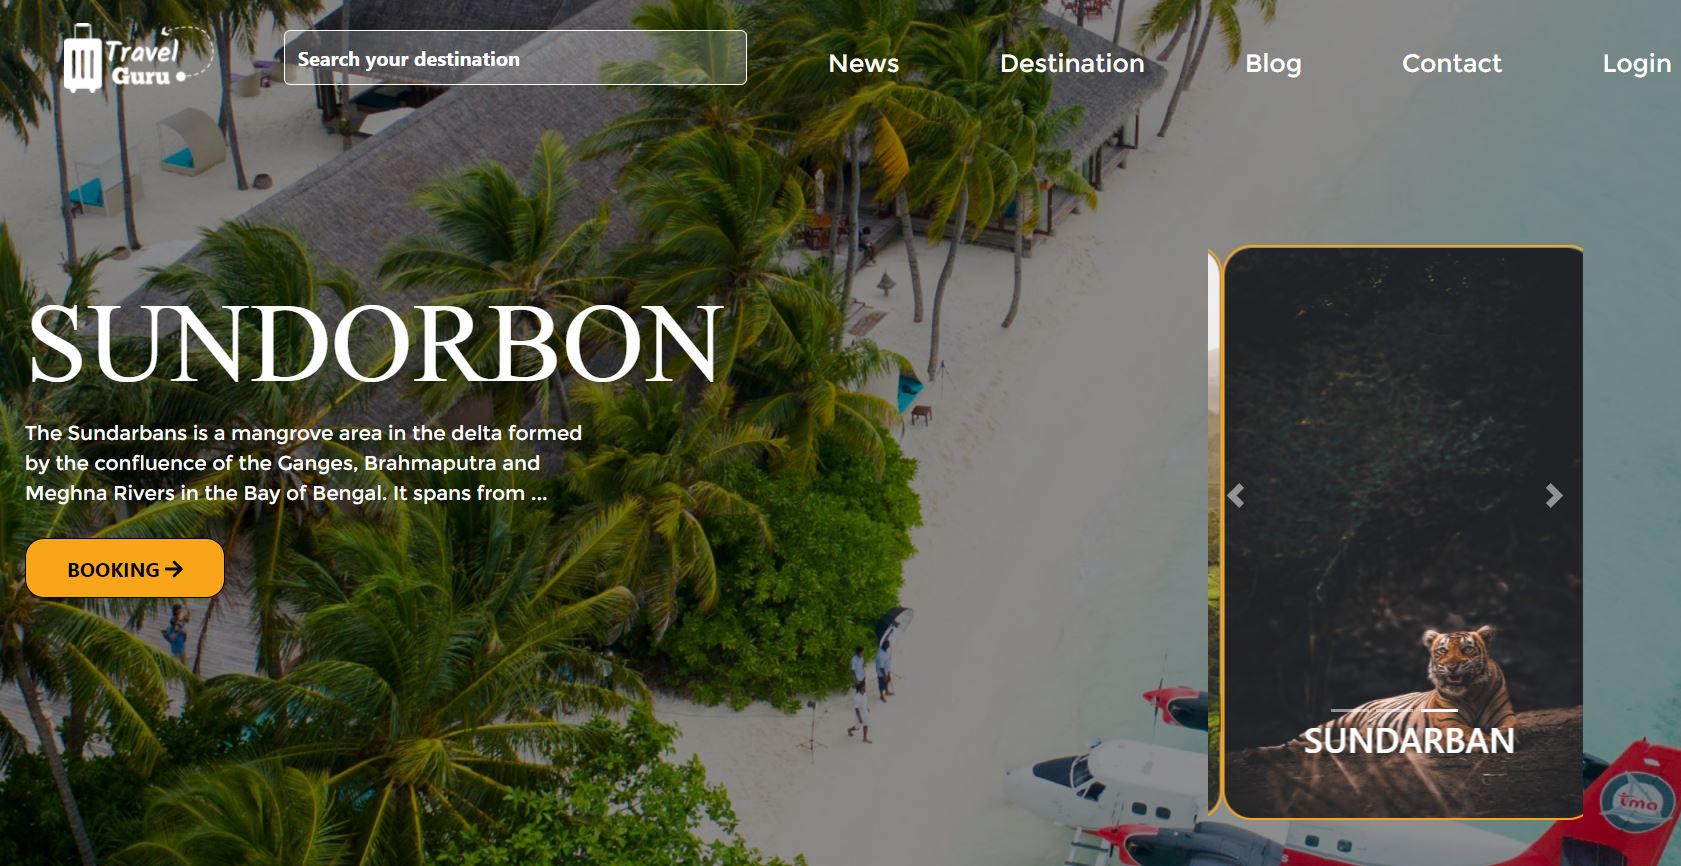 Travel
Guru
Search your destination
News
Destination
Blog
Contact
Login
SUNDORBON
The Sundarbans is a mangrove area in the delta formed
by the confluence of the Ganges, Brahmaputra and
Meghna Rivers in the Bay of Bengal. It spans from ...
BOOKING
SUNDARBAN
tma